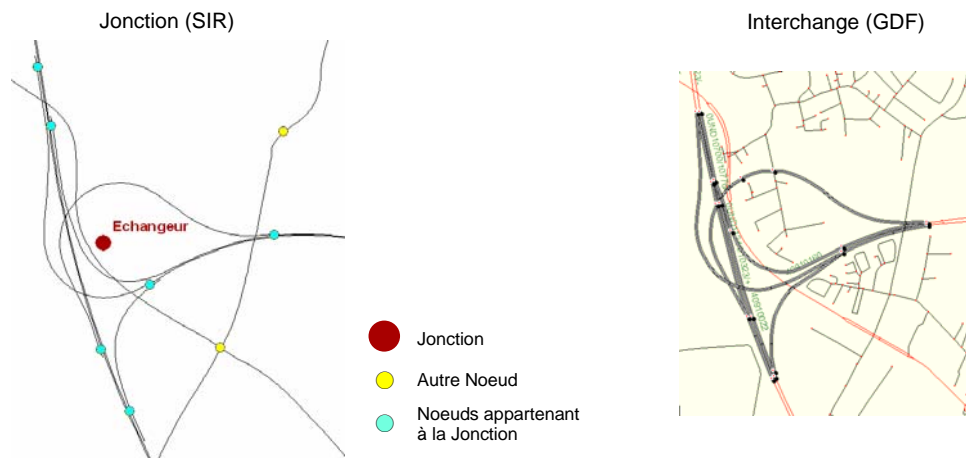 Jonction (SIR)
Interchange (GDF)
Echangeur
Jonction
Autre Noeud
Noeuds appartenant
à la Jonction